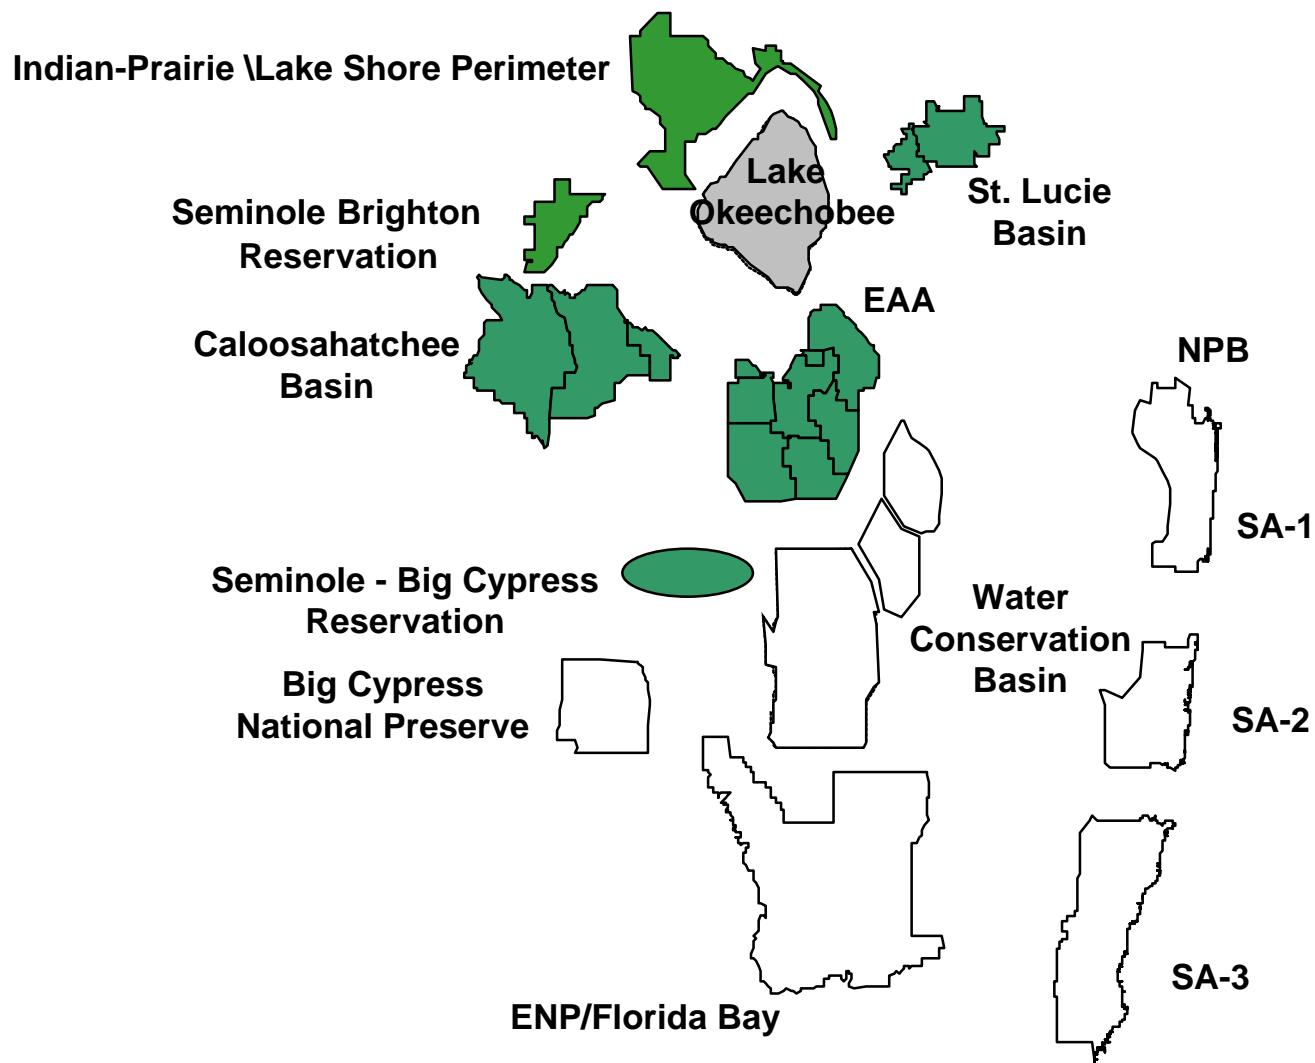 Indian-Prairie \Lake Shore Perimeter
Lake
Okeechobee
St. Lucie
Basin
Seminole Brighton
Reservation
EAA
Caloosahatchee
Basin
NPB
SA-1
Seminole - Big Cypress
Reservation
Water
Conservation
Basin
Big Cypress
National Preserve
SA-2
SA-3
ENP/Florida Bay